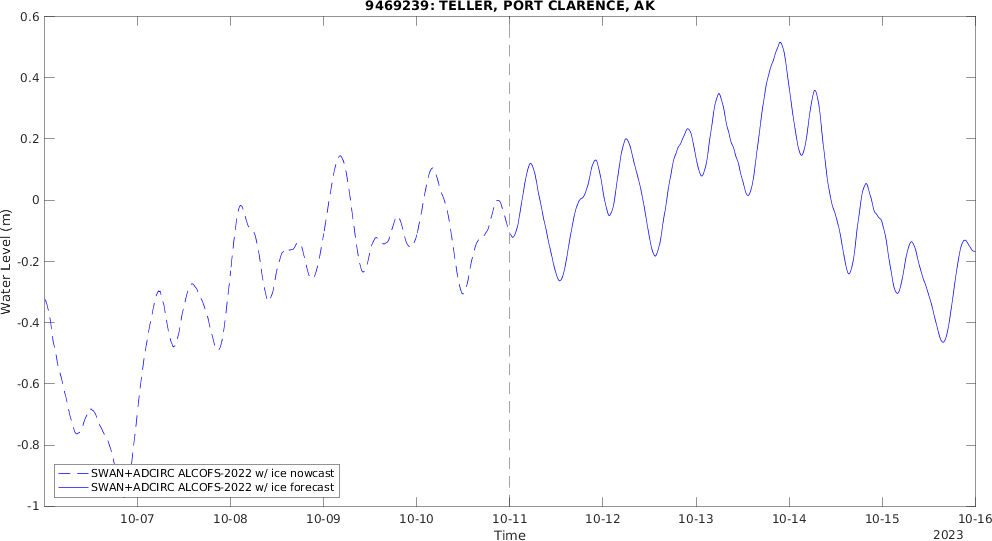 9469239: TELLER, PORT CLARENCE, AK
0.6
0.4
0.2
0
-0.2
-0.4
-0.6
-0.8
-1
Water Level (m)
SWAN+ADCIRC ALCOFS-2022 w/ ice nowcast
SWAN+ADCIRC ALCOFS-2022 w/ ice forecast
10-07 10-08 10-09 10-10 10-11 10-12 10-13 10-14 10-15 10-16
Time
2023